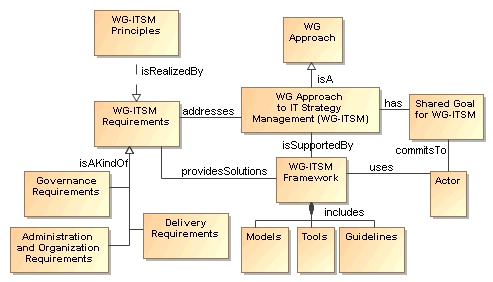 WG-ITSM
Principles
WG
Approach
isRealizedBy
isA
WG-ITSM
Requirements
addresses
WG Approach
to IT Strategy
Management (WG-ITSM)
has
Shared Goal
for WG-ITSM
isSupportedBy
commitsTo
isAKindOf
providesSolutions
WG-ITSM
Framework
uses
Actor
Governance
Requirements
includes
Delivery
Requirements
Administration
and Organization
Requirements
Models
Tools
Guidelines